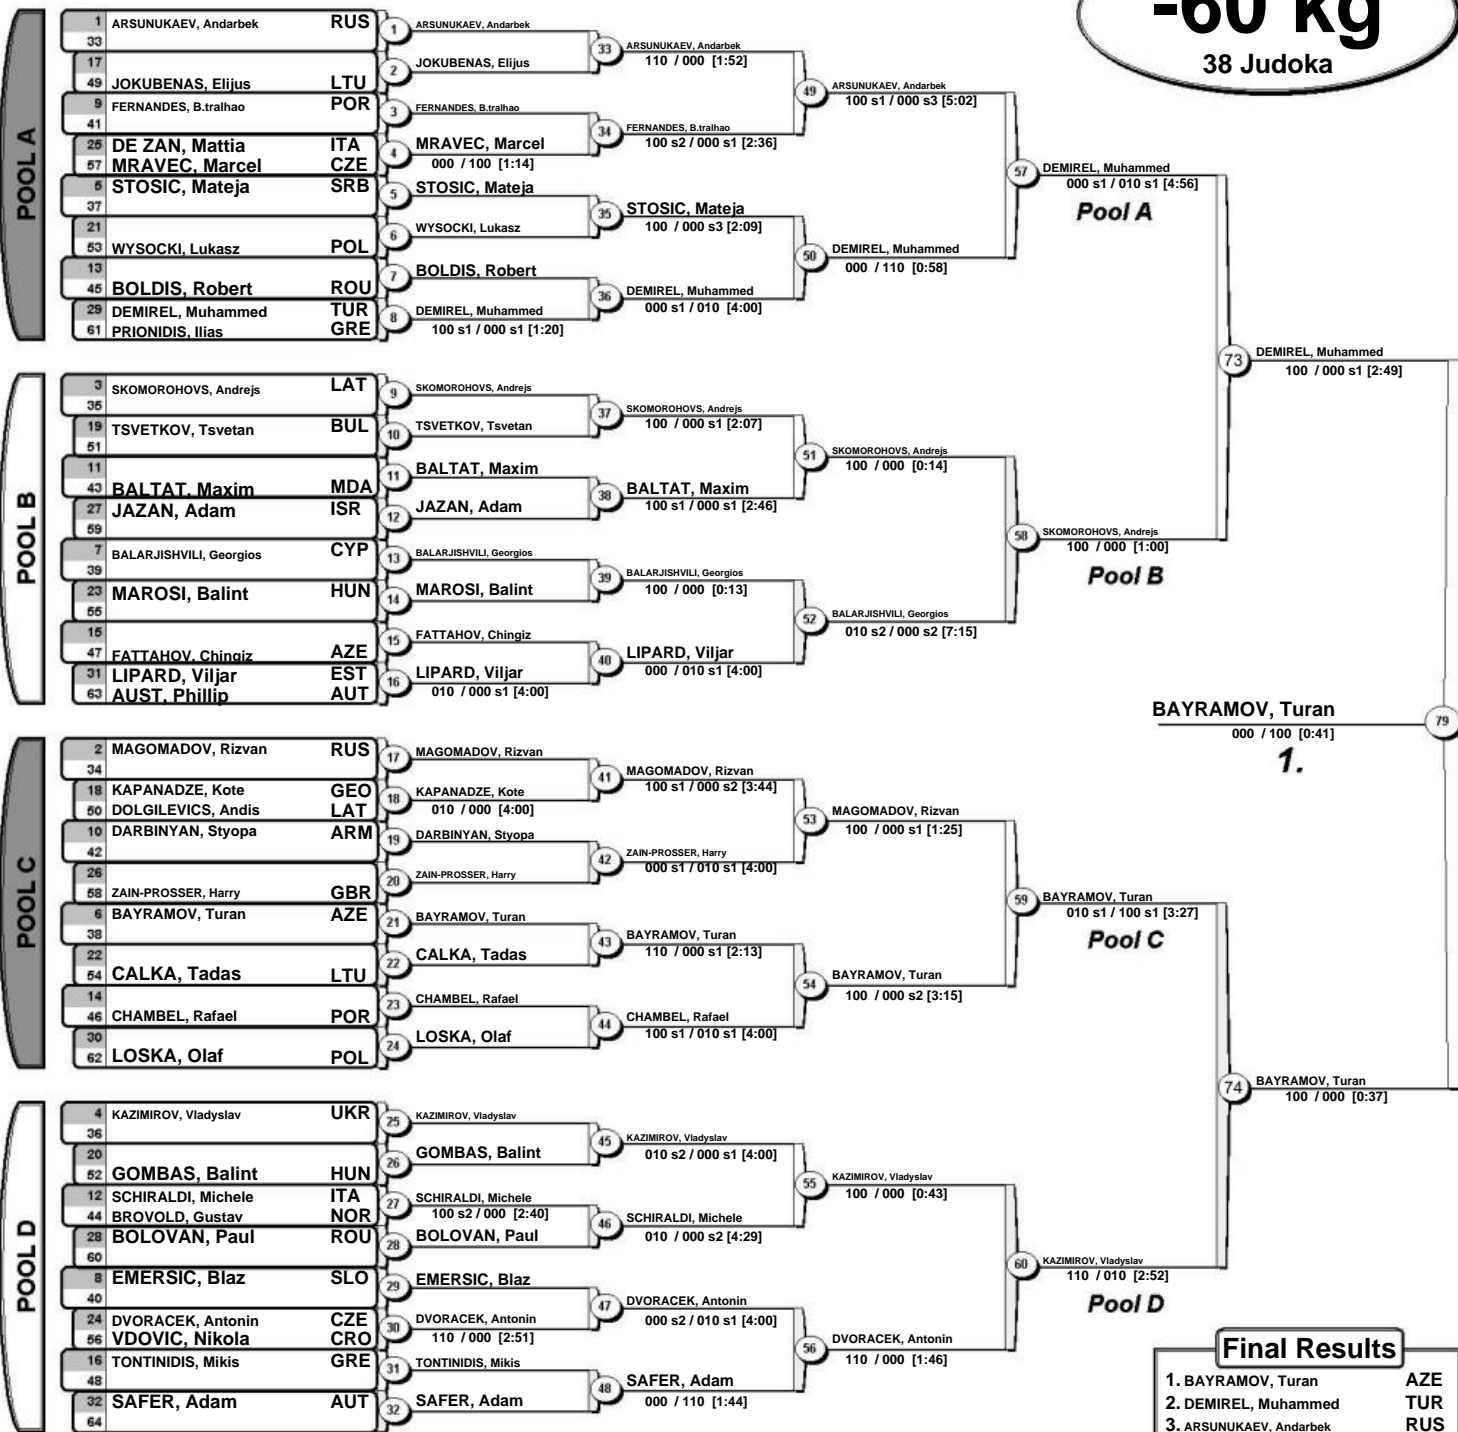 -60 kg
38 Judoka
POOL A
1 ARSUNUKAEV, Andarbek RUS
33
17
49 JOKUBENAS, Elijus LTU
9 FERNANDES, B.tralhao POR
41
25 DE ZAN, Mattia ITA
57 MRAVEC, Marcel CZE
5 STOSIC, Mateja SRB
37
21
53 WYSOCKI, Lukasz POL
13
45 BOLDIS, Robert ROU
29 DEMIREL, Muhammed TUR
61 PRIONIDIS, Ilias GRE
1 ARSUNUKAEV, Andarbek
2 JOKUBENAS, Elijus
3 FERNANDES, B.tralhao
4 MRAVEC, Marcel
000 / 100 [1:14]
5 STOSIC, Mateja
6 WYSOCKI, Lukasz
7 BOLDIS, Robert
8 DEMIREL, Muhammed
100 s1 / 000 s1 [1:20]
33 ARSUNUKAEV, Andarbek
110 / 000 [1:52]
34 FERNANDES, B.tralhao
100 s2 / 000 s1 [2:36]
35 STOSIC, Mateja
100 / 000 s3 [2:09]
36 DEMIREL, Muhammed
000 s1 / 010 [4:00]
49 ARSUNUKAEV, Andarbek
100 s1 / 000 s3 [5:02]
50 DEMIREL, Muhammed
000 / 110 [0:58]
57 DEMIREL, Muhammed
000 s1 / 010 s1 [4:56]
Pool A
POOL B
3 SKOMOROHOVS, Andrejs LAT
35
19 TSVETKOV, Tsvetan BUL
51
11
43 BALTAT, Maxim MDA
27 JAZAN, Adam ISR
59
7 BALARJISHVILI, Georgios CYP
39
23 MAROSI, Balint HUN
55
15
47 FATTAHOV, Chingiz AZE
31 LIPARD, Viljar EST
63 AUST, Phillip AUT
9 SKOMOROHOVS, Andrejs
10 TSVETKOV, Tsvetan
11 BALTAT, Maxim
12 JAZAN, Adam
13 BALARJISHVILI, Georgios
14 MAROSI, Balint
15 FATTAHOV, Chingiz
16 LIPARD, Viljar
010 / 000 s1 [4:00]
37 SKOMOROHOVS, Andrejs
100 / 000 s1 [2:07]
38 BALTAT, Maxim
100 s1 / 000 s1 [2:46]
39 BALARJISHVILI, Georgios
100 / 000 [0:13]
40 LIPARD, Viljar
000 / 010 s1 [4:00]
51 SKOMOROHOVS, Andrejs
100 / 000 [0:14]
52 BALARJISHVILI, Georgios
010 s2 / 000 s2 [7:15]
58 SKOMOROHOVS, Andrejs
100 / 000 [1:00]
Pool B
73 DEMIREL, Muhammed
100 / 000 s1 [2:49]
BAYRAMOV, Turan 79
000 / 100 [0:41]
1.
POOL C
2 MAGOMADOV, Rizvan RUS
34
18 KAPANADZE, Kote GEO
50 DOLGILEVICS, Andis LAT
10 DARBINYAN, Styopa ARM
42
26
58 ZAIN-PROSSER, Harry GBR
6 BAYRAMOV, Turan AZE
38
22
54 CALKA, Tadas LTU
14
46 CHAMBEL, Rafael POR
30
62 LOSKA, Olaf POL
17 MAGOMADOV, Rizvan
18 KAPANADZE, Kote
010 / 000 [4:00]
19 DARBINYAN, Styopa
20 ZAIN-PROSSER, Harry
21 BAYRAMOV, Turan
22 CALKA, Tadas
23 CHAMBEL, Rafael
24 LOSKA, Olaf
41 MAGOMADOV, Rizvan
100 s1 / 000 s2 [3:44]
42 ZAIN-PROSSER, Harry
000 s1 / 010 s1 [4:00]
43 BAYRAMOV, Turan
110 / 000 s1 [2:13]
44 CHAMBEL, Rafael
100 s1 / 010 s1 [4:00]
53 MAGOMADOV, Rizvan
100 / 000 s1 [1:25]
54 BAYRAMOV, Turan
100 / 000 s2 [3:15]
59 BAYRAMOV, Turan
010 s1 / 100 s1 [3:27]
Pool C
74 BAYRAMOV, Turan
100 / 000 [0:37]
POOL D
4 KAZIMIROV, Vladyslav UKR
36
20
52 GOMBAS, Balint HUN
12 SCHIRALDI, Michele ITA
44 BROVOLD, Gustav NOR
28 BOLOVAN, Paul ROU
60
8 EMERSIC, Blaz SLO
40
24 DVORACEK, Antonin CZE
56 VDOVIC, Nikola CRO
16 TONTINIDIS, Mikis GRE
48
32 SAFER, Adam AUT
64
25 KAZIMIROV, Vladyslav
26 GOMBAS, Balint
27 SCHIRALDI, Michele
100 s2 / 000 [2:40]
28 BOLOVAN, Paul
29 EMERSIC, Blaz
30 DVORACEK, Antonin
110 / 000 [2:51]
31 TONTINIDIS, Mikis
32 SAFER, Adam
45 KAZIMIROV, Vladyslav
010 s2 / 000 s1 [4:00]
46 SCHIRALDI, Michele
010 / 000 s2 [4:29]
47 DVORACEK, Antonin
000 s2 / 010 s1 [4:00]
48 SAFER, Adam
000 / 110 [1:44]
55 KAZIMIROV, Vladyslav
100 / 000 [0:43]
56 DVORACEK, Antonin
110 / 000 [1:46]
60 KAZIMIROV, Vladyslav
110 / 010 [2:52]
Pool D
Final Results
1. BAYRAMOV, Turan AZE
2. DEMIREL, Muhammed TUR
3. ARSUNUKAEV, Andarbek RUS